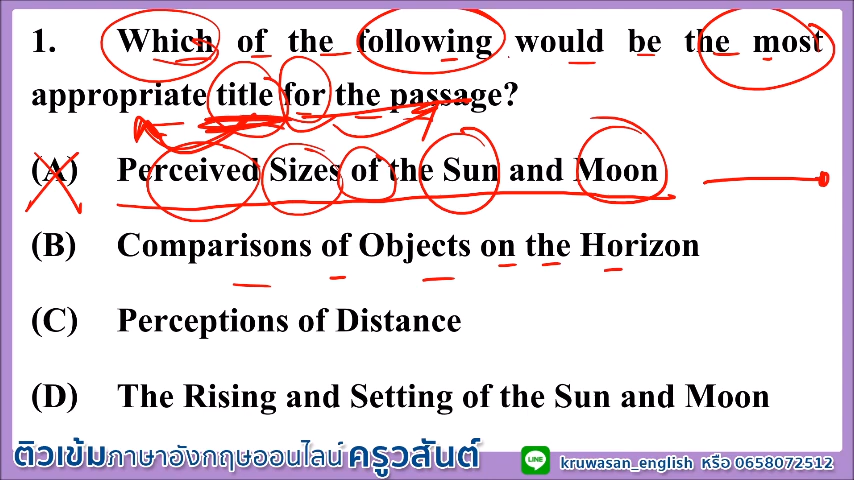 1. Which of the following would be the most
appropriate title for the passage?
(A) Perceived Sizes of the Sun and Moon
(B) Comparisons of Objects on the Horizon
(C) Perceptions of Distance
(D) The Rising and Setting of the Sun and Moon
ติวเข้มภาษาอังกฤษออนไลน์ ครูวสันต์ LINE kruwasan_english หรือ 0658072512